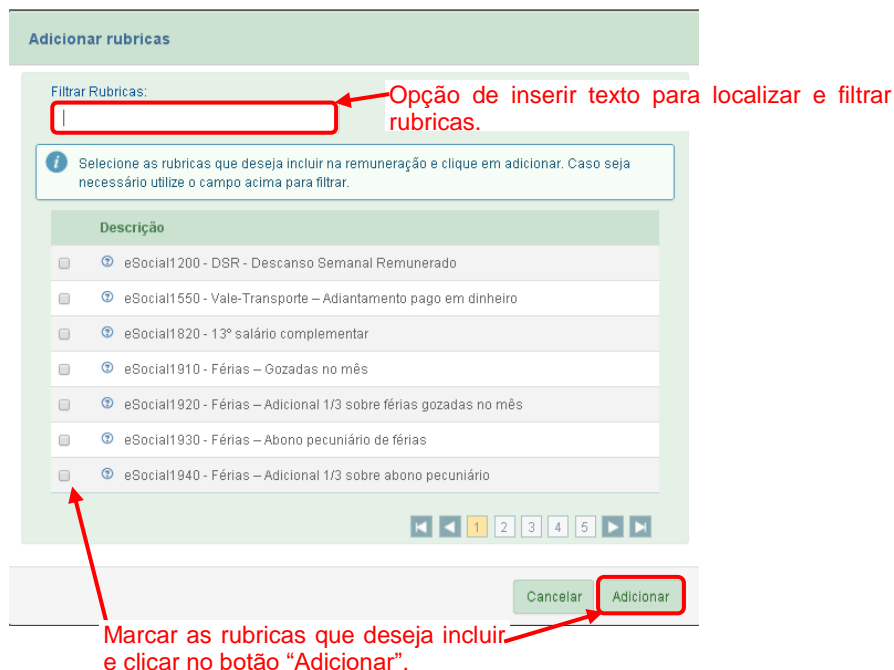 Adicionar rubricas
Filtrar Rubricas:
Opção de inserir texto para localizar e filtrar
rubricas.
Selecione as rubricas que deseja incluir na remuneração e clique em adicionar. Caso seja
necessário utilize o campo acima para filtrar.
Descrição
eSocial1200 - DSR - Descanso Semanal Remunerado
eSocial1550 - Vale-Transporte – Adiantamento pago em dinheiro
eSocial1820 - 13º salário complementar
eSocial1910 - Férias – Gozadas no mês
eSocial1920 - Férias – Adicional 1/3 sobre férias gozadas no mês
eSocial1930 - Férias – Abono pecuniário de férias
eSocial1940 - Férias – Adicional 1/3 sobre abono pecuniário
1 2 3 4 5
Cancelar Adicionar
Marcar as rubricas que deseja incluir
e clicar no botão “Adicionar”.